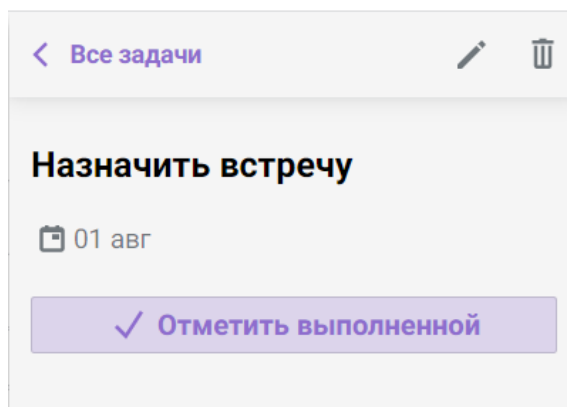 Все задачи
Назначить встречу
01 авг
Отметить выполненной